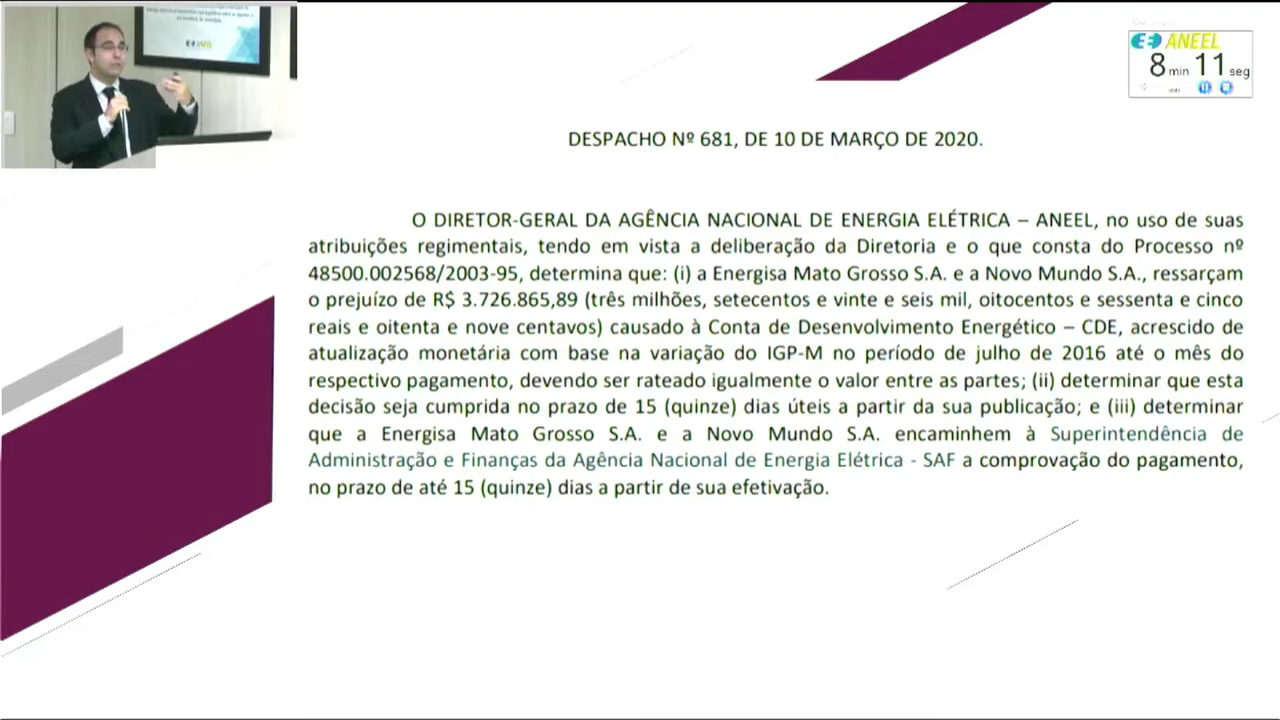 ANEEL
8 min 11 seg
DESPACHO Nº 681, DE 10 DE MARÇO DE 2020.
O DIRETOR-GERAL DA AGÊNCIA NACIONAL DE ENERGIA ELÉTRICA – ANEEL, no uso de suas
atribuições regimentais, tendo em vista a deliberação da Diretoria e o que consta do Processo nº
48500.002568/2003-95, determina que: (i) a Energisa Mato Grosso S.A. e a Novo Mundo S.A., ressarçam
o prejuízo de R$ 3.726.865,89 (três milhões, setecentos e vinte e seis mil, oitocentos e sessenta e cinco
reais e oitenta e nove centavos) causado à Conta de Desenvolvimento Energético – CDE, acrescido de
atualização monetária com base na variação do IGP-M no período de julho de 2016 até o mês do
respectivo pagamento, devendo ser rateado igualmente o valor entre as partes; (ii) determinar que esta
decisão seja cumprida no prazo de 15 (quinze) dias úteis a partir da sua publicação; e (iii) determinar
que a Energisa Mato Grosso S.A. e a Novo Mundo S.A. encaminhem à Superintendência de
Administração e Finanças da Agência Nacional de Energia Elétrica - SAF a comprovação do pagamento,
no prazo de até 15 (quinze) dias a partir de sua efetivação.